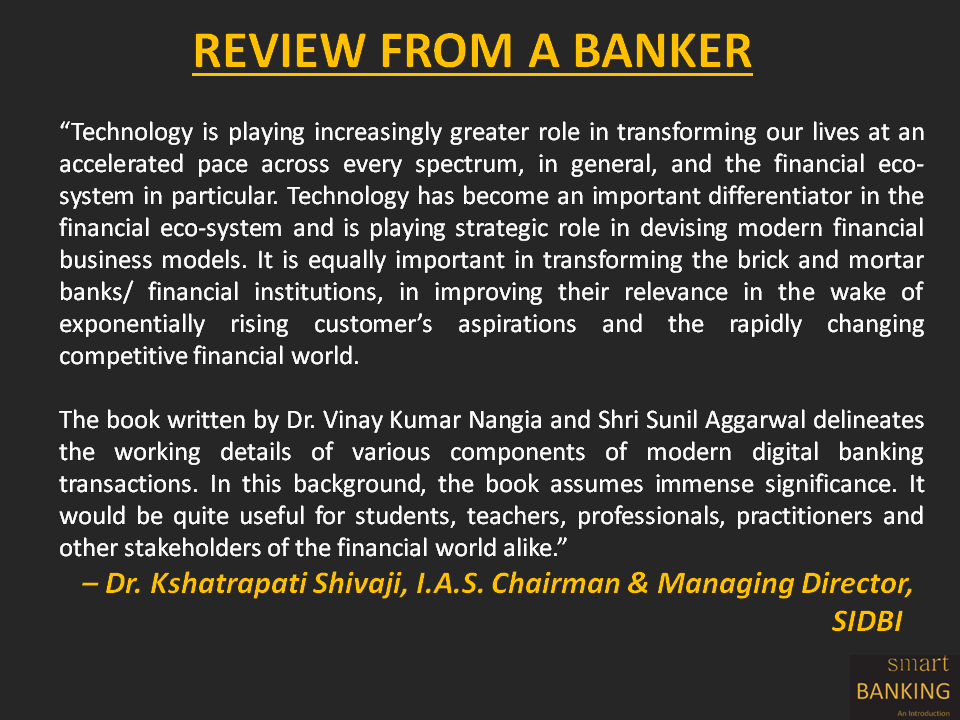 REVIEW FROM A BANKER
“Technology is playing increasingly greater role in transforming our lives at an
accelerated pace across every spectrum, in general, and the financial eco-
system in particular. Technology has become an important differentiator in the
financial eco-system and is playing strategic role in devising modern financial
business models. It is equally important in transforming the brick and mortar
banks/ financial institutions, in improving their relevance in the wake of
exponentially rising customer’s aspirations and the rapidly changing
competitive financial world.
The book written by Dr. Vinay Kumar Nangia and Shri Sunil Aggarwal delineates
the working details of various components of modern digital banking
transactions. In this background, the book assumes immense significance. It
would be quite useful for students, teachers, professionals, practitioners and
other stakeholders of the financial world alike.”
– Dr. Kshatrapati Shivaji, I.A.S. Chairman & Managing Director,
SIDBI
smart
BANKING
An Introduction